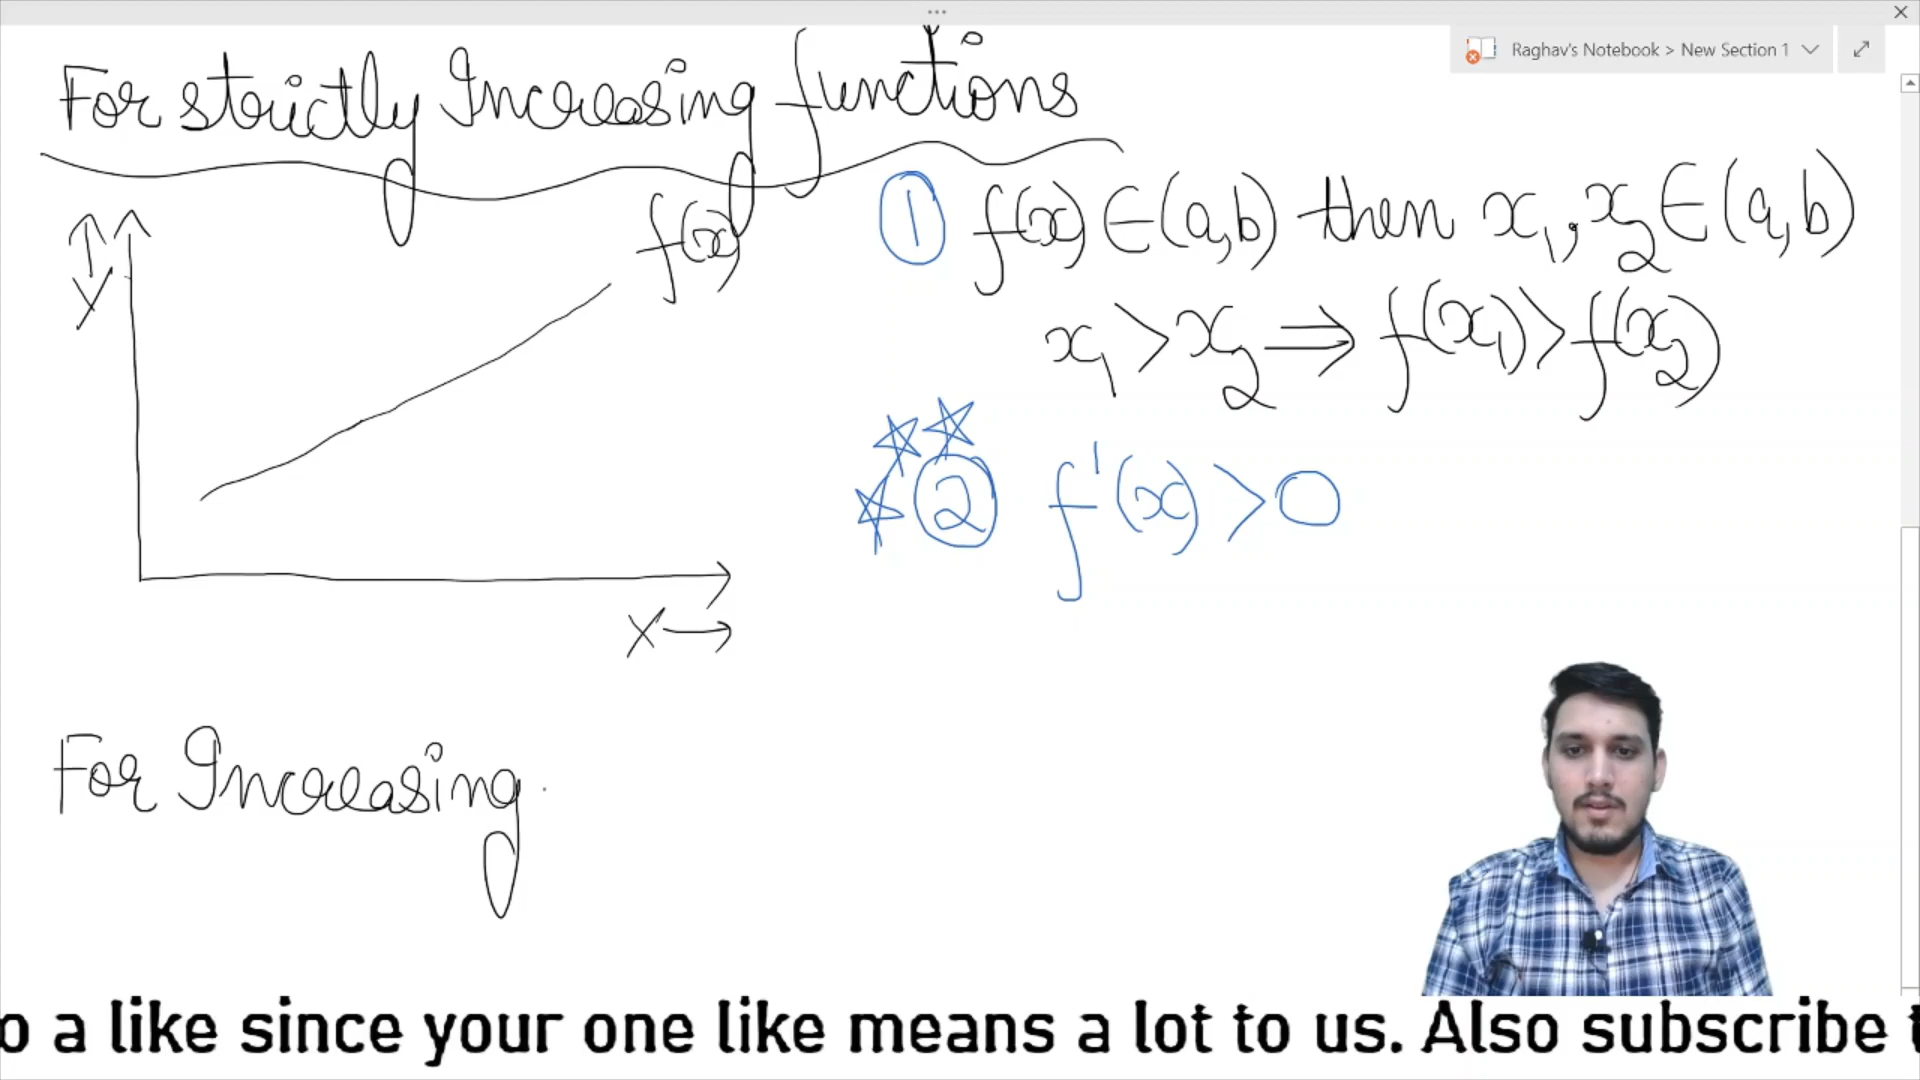 Raghav's Notebook > New Section 1
For strictly Increasing functions
f(x)
① f(x) ∈ (a,b) then x₁, x₂ ∈ (a, b)
x₁ > x₂ ⟹ f(x₁) > f(x₂)
Y
② f'(x) > 0
X →
For Increasing
o a like since your one like means a lot to us. Also subscribe t